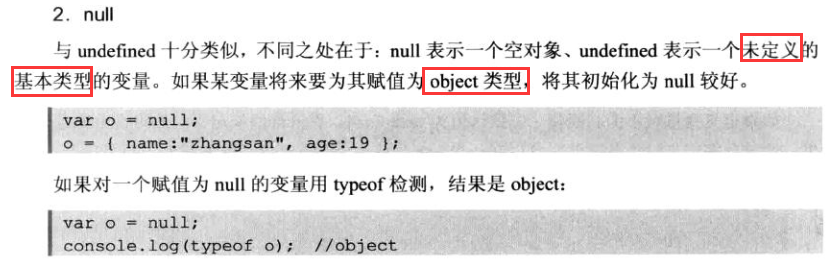 2. null
与 undefined 十分类似，不同之处在于：null 表示一个空对象、undefined 表示一个未定义的
基本类型的变量。如果某变量将来要为其赋值为 object 类型，将其初始化为 null 较好。
var o = null;
o = { name:"zhangsan", age:19 };
如果对一个赋值为 null 的变量用 typeof 检测，结果是 object：
var o = null;
console.log(typeof o); //object